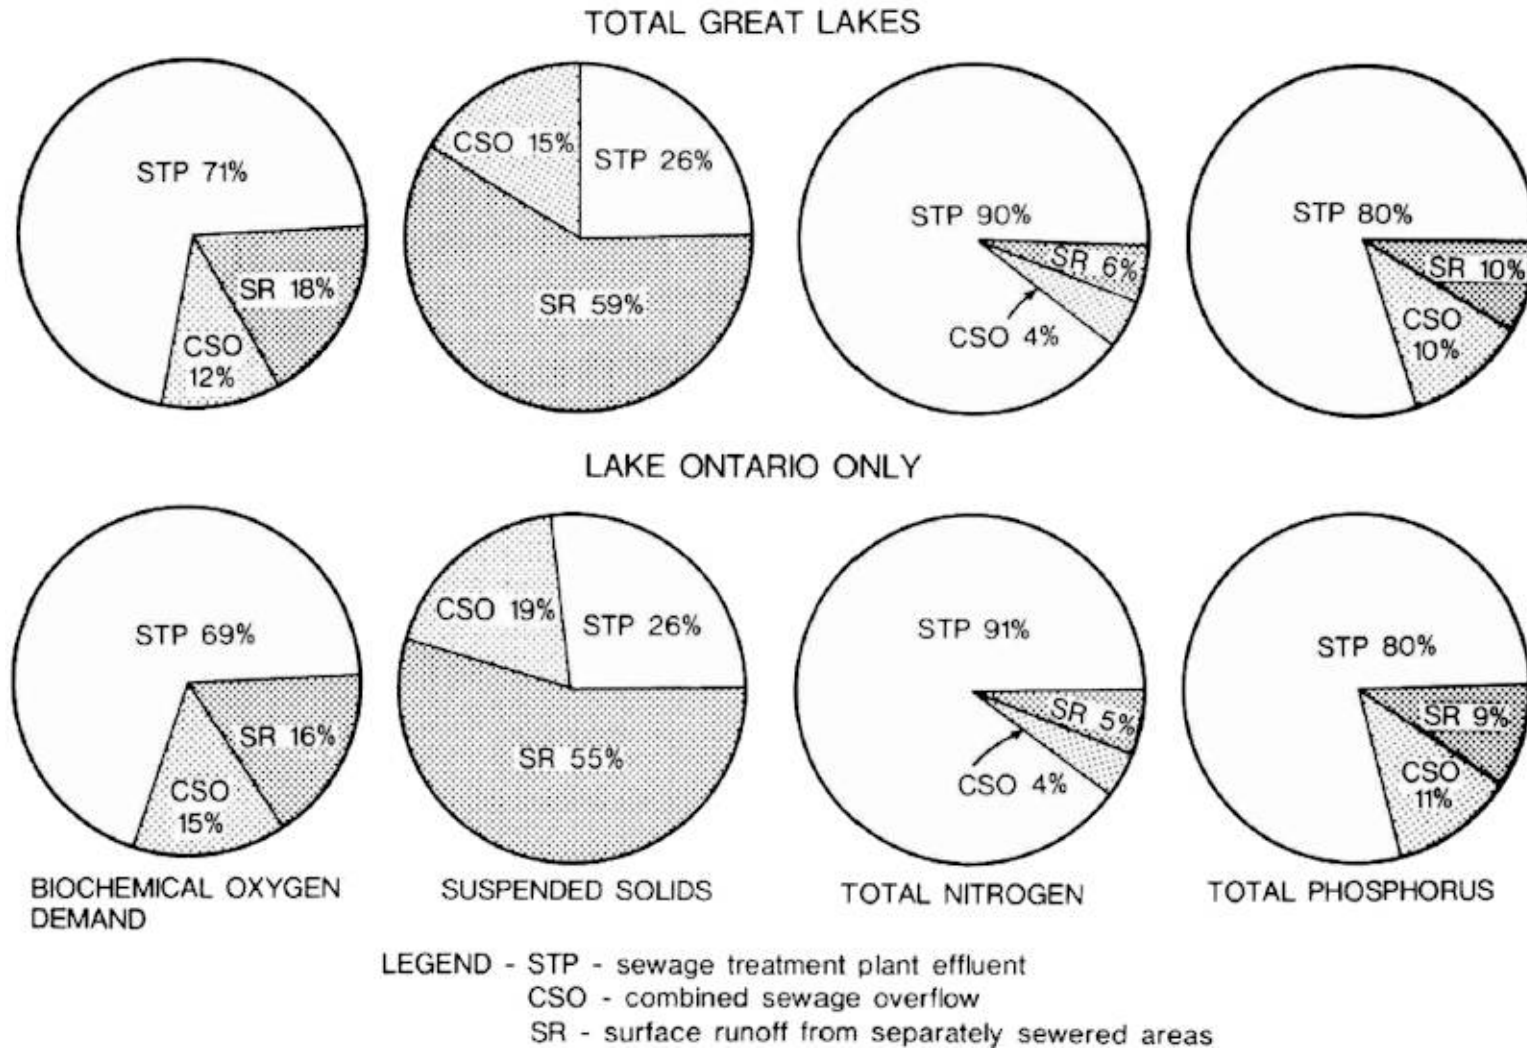 TOTAL GREAT LAKES
STP 71%
SR 18%
CSO
12%
CSO 15%
STP 26%
SR 59%
STP 90%
SR 6%
CSO 4%
STP 80%
SR 10%
CSO
10%
LAKE ONTARIO ONLY
STP 69%
SR 16%
CSO
15%
CSO 19%
STP 26%
SR 55%
STP 91%
SR 5%
CSO 4%
STP 80%
SR 9%
CSO
11%
BIOCHEMICAL OXYGEN
DEMAND
SUSPENDED SOLIDS
TOTAL NITROGEN
TOTAL PHOSPHORUS
LEGEND - STP - sewage treatment plant effluent
CSO - combined sewage overflow
SR - surface runoff from separately sewered areas